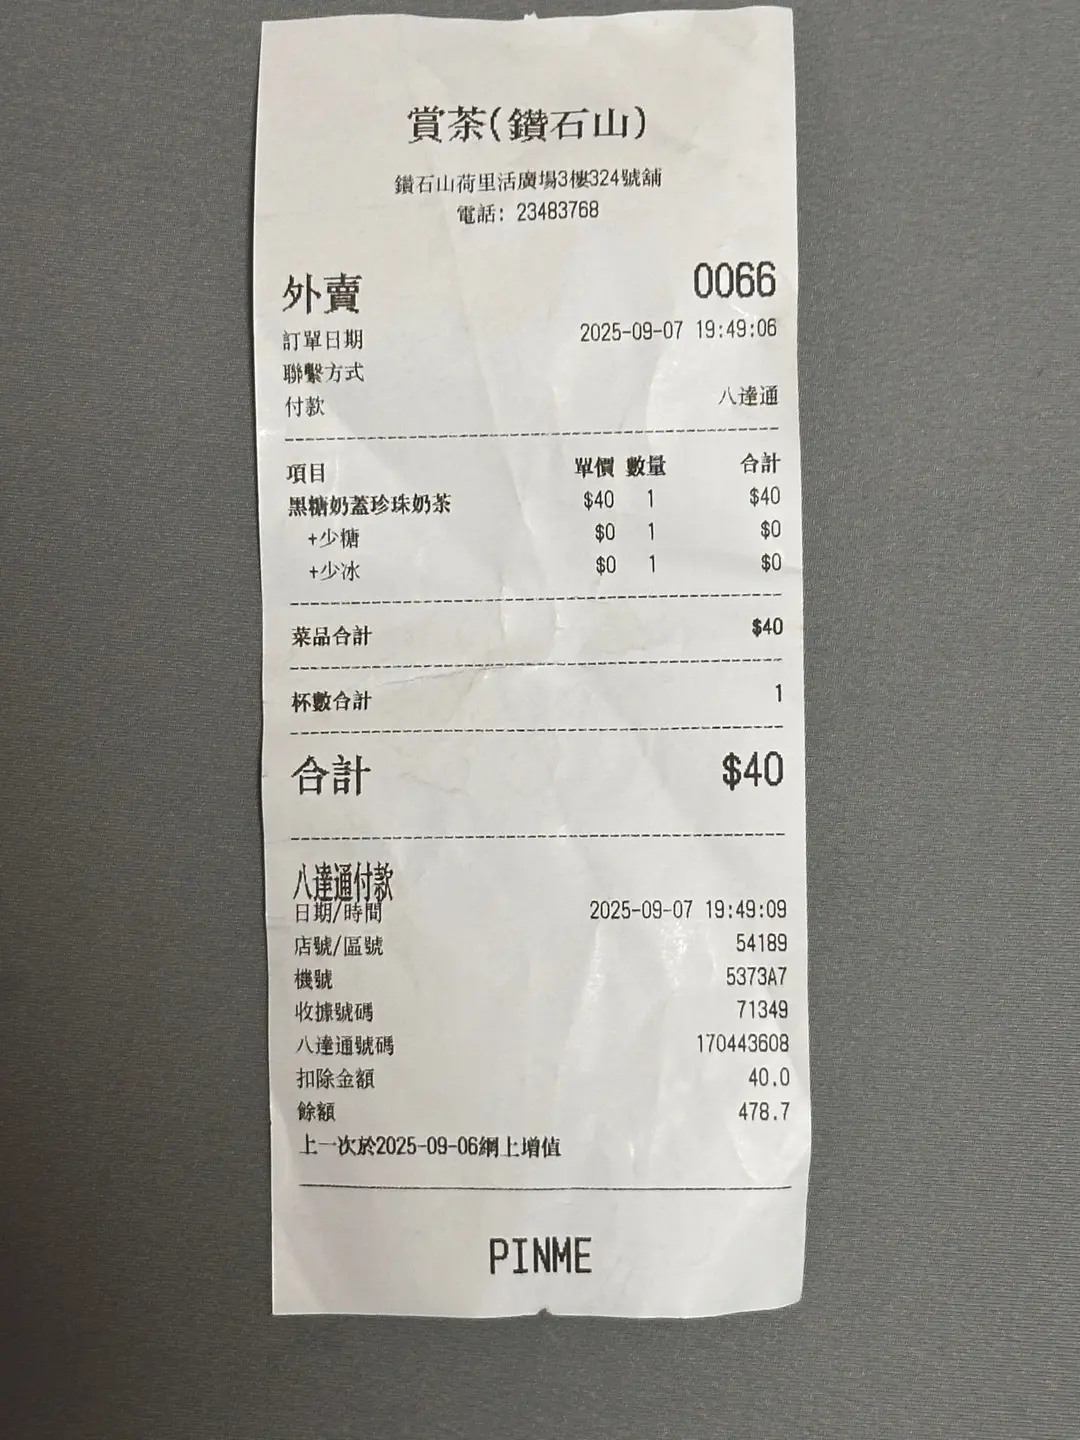 賞茶(鑽石山)
鑽石山荷里活廣場3樓324號舖
電話: 23483768
外賣 0066
訂單日期 2025-09-07 19:49:06
聯繫方式
付款 八達通
項目 單價 數量 合計
黑糖奶蓋珍珠奶茶 $40 1 $40
+少糖 $0 1 $0
+少冰 $0 1 $0
菜品合計 $40
杯數合計 1
合計 $40
八達通付款
日期/時間 2025-09-07 19:49:09
店號/區號 54189
機號 5373A7
收據號碼 71349
八達通號碼 170443608
扣除金額 40.0
餘額 478.7
上一次於2025-09-06網上增值
PINME